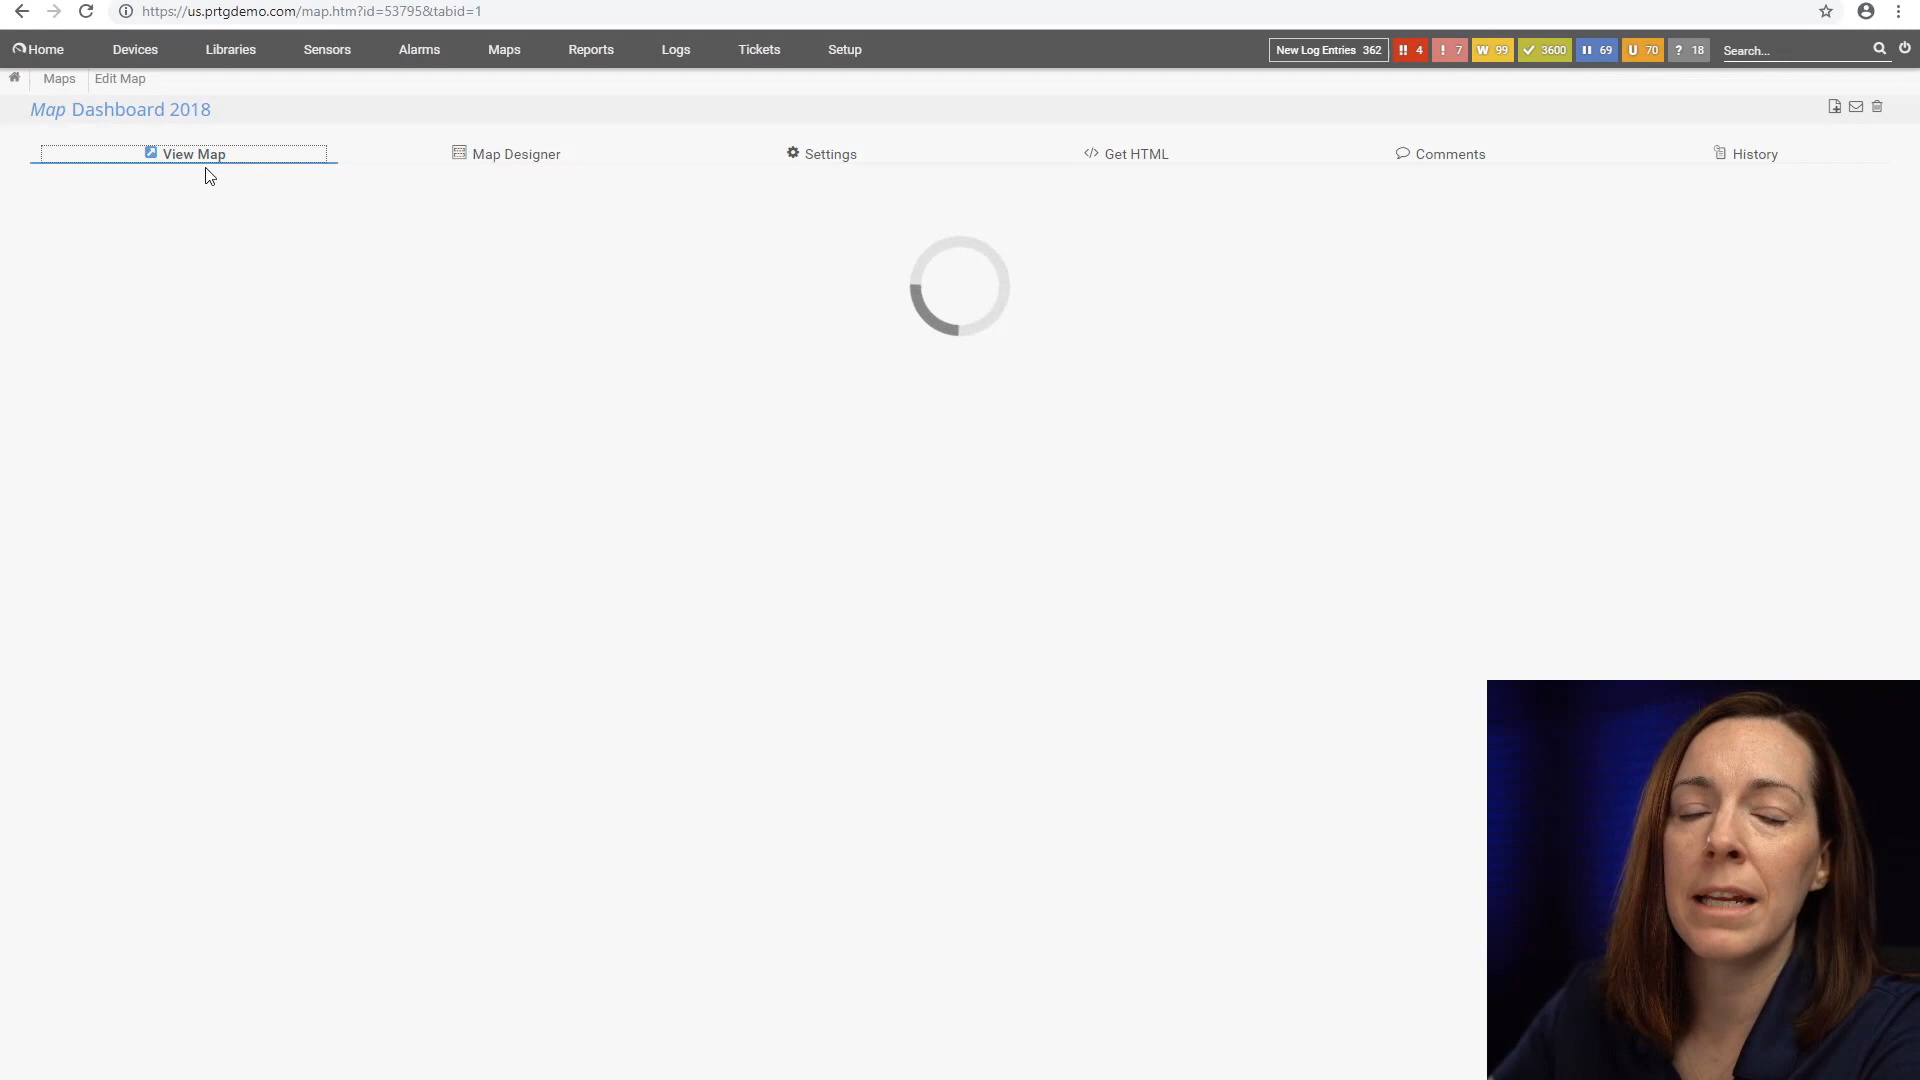 https://us.prtgdemo.com/map.htm?id=53795&tabid=1
Home Devices Libraries Sensors Alarms Maps Reports Logs Tickets Setup New Log Entries 362 !! 4 ! 7 W 99 3600 69 U 70 ? 18 Search...
Maps Edit Map
Map Dashboard 2018
View Map Map Designer Settings </> Get HTML Comments History